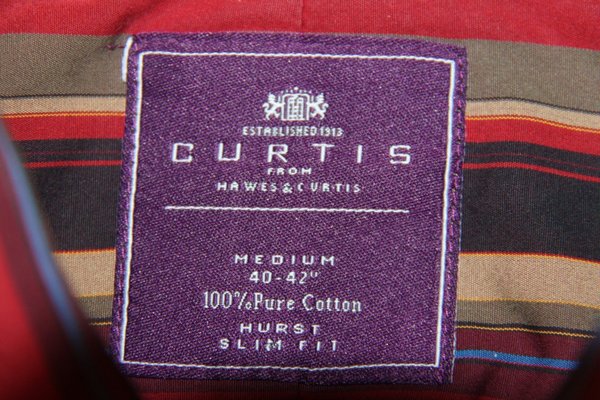 ESTABLISHED 1913
CURTIS
FROM
HAWES & CURTIS
MEDIUM
40-42"
100% Pure Cotton
HURST
SLIM FIT